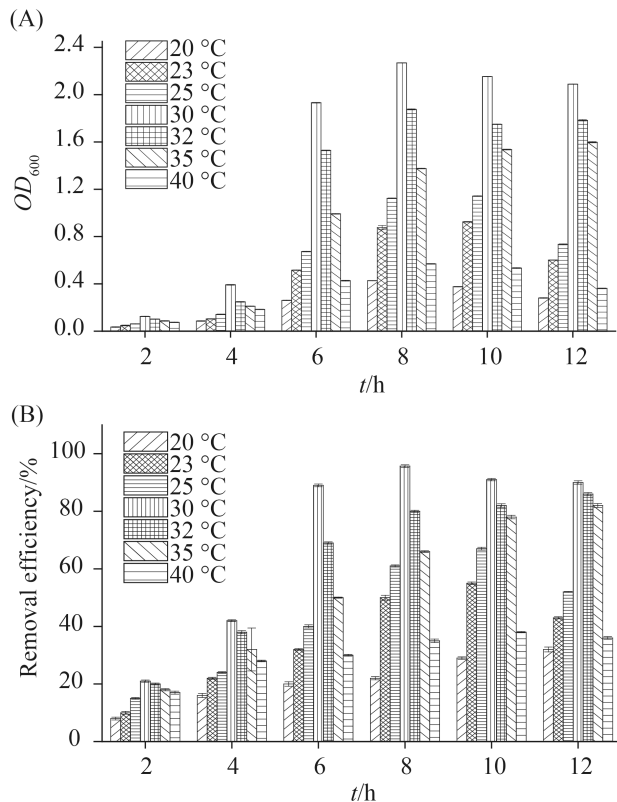 (A)
2.4
2.0
1.6
1.2
0.8
0.4
0.0
OD600
20 °C
23 °C
25 °C
30 °C
32 °C
35 °C
40 °C
2 4 6 8 10 12
t/h
(B)
100
80
60
40
20
0
Removal efficiency/%
20 °C
23 °C
25 °C
30 °C
32 °C
35 °C
40 °C
2 4 6 8 10 12
t/h